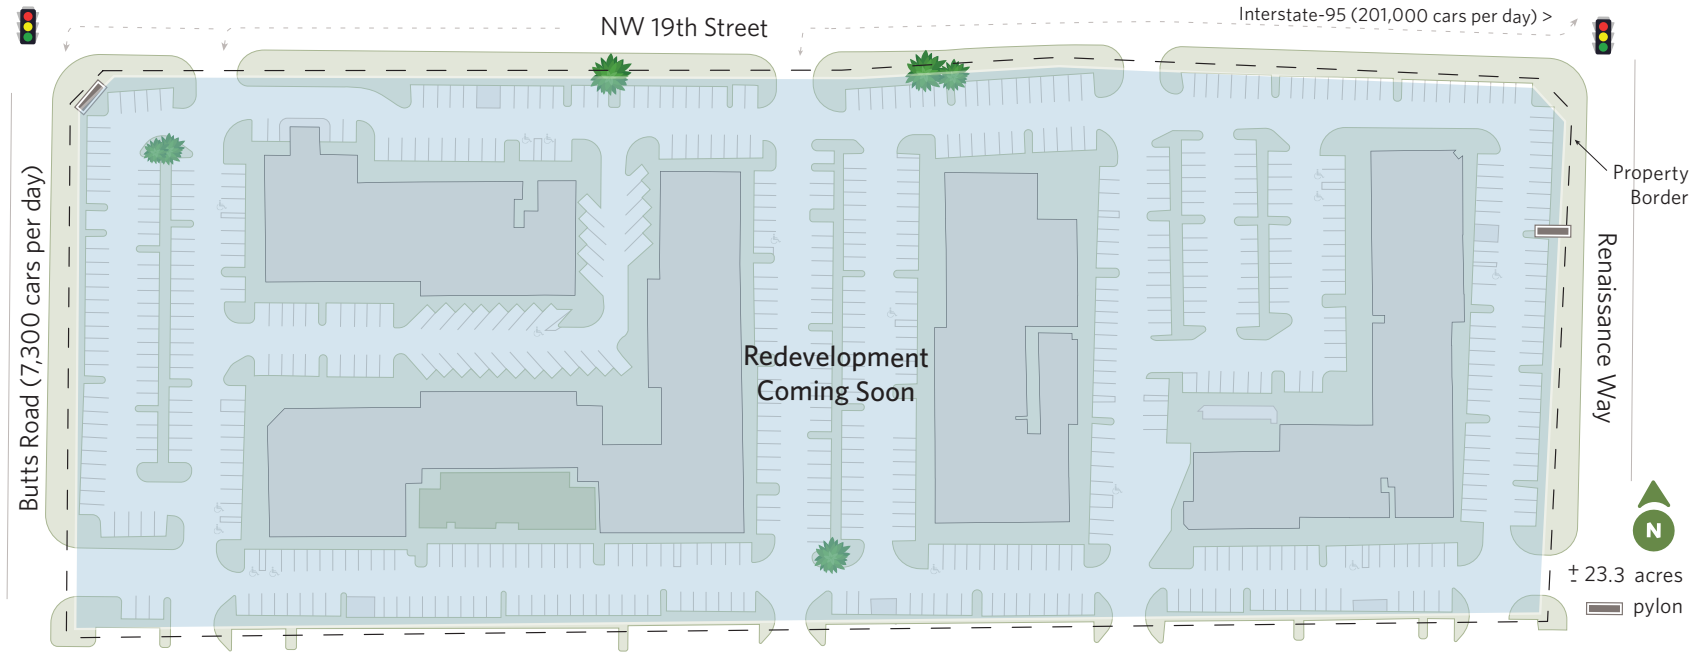 Interstate-95 (201,000 cars per day) >
NW 19th Street
Butts Road (7,300 cars per day)
Property
Border
Renaissance Way
Redevelopment
Coming Soon
N
± 23.3 acres
pylon